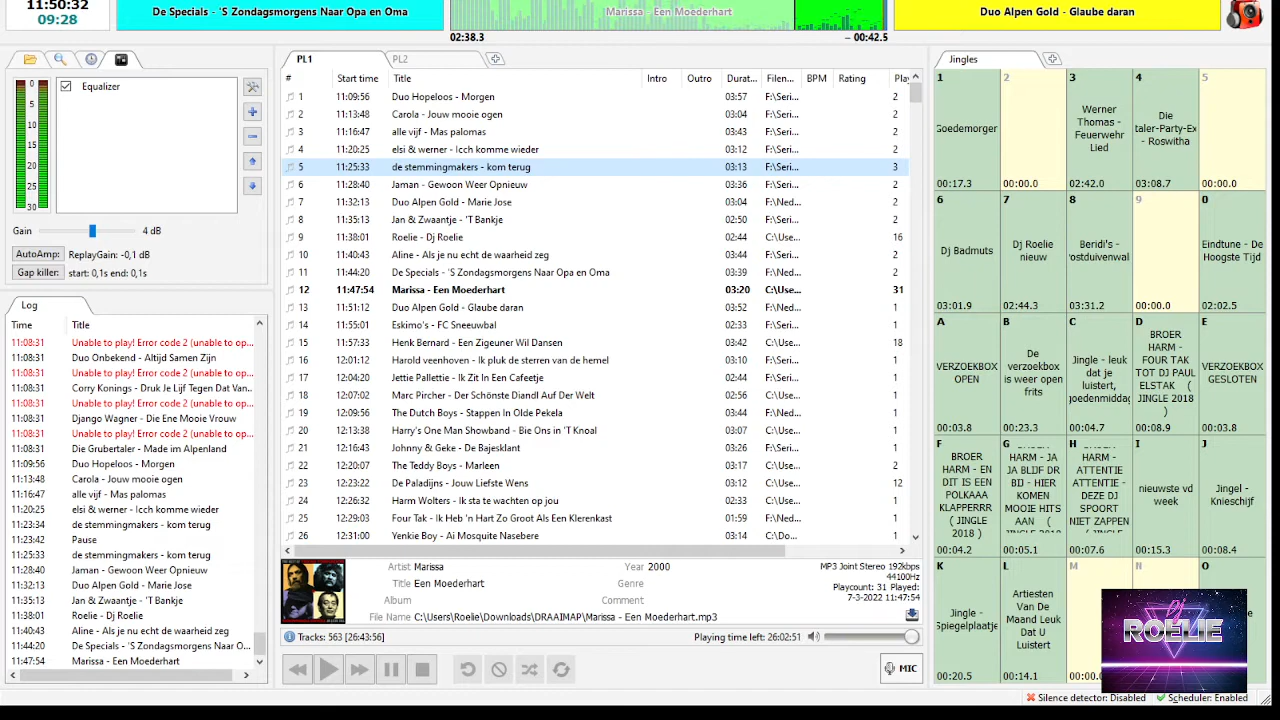 11:50:32
09:28
De Specials - 'S Zondagsmorgens Naar Opa en Oma
Marissa - Een Moederhart
Duo Alpen Gold - Glaube daran
02:38.3
– 00:42.5
PL1
PL2
Jingles
Equalizer
0
5
10
15
20
25
30
Gain
4 dB
AutoAmp:
ReplayGain: -0,1 dB
Gap killer:
start: 0,1s end: 0,1s
# Start time Title Intro Outro Durat... Filen... BPM Rating Play
1 11:09:56 Duo Hopeloos - Morgen 03:57 F:\Seri... 2
2 11:13:48 Carola - Jouw mooie ogen 03:04 F:\Seri... 2
3 11:16:47 alle vijf - Mas palomas 03:43 F:\Seri... 2
4 11:20:25 elsi & werner - Icch komme wieder 03:12 F:\Seri... 2
5 11:25:33 de stemmingmakers - kom terug 03:13 F:\Seri... 3
6 11:28:40 Jaman - Gewoon Weer Opnieuw 03:36 F:\Seri... 2
7 11:32:13 Duo Alpen Gold - Marie Jose 03:04 F:\Ned... 2
8 11:35:13 Jan & Zwaantje - 'T Bankje 02:50 F:\Seri... 2
9 11:38:01 Roelie - Dj Roelie 02:44 C:\Use... 16
10 11:40:43 Aline - Als je nu echt de waarheid zeg 02:49 F:\Seri... 2
11 11:44:20 De Specials - 'S Zondagsmorgens Naar Opa en Oma 03:39 F:\Ned... 2
12 11:47:54 Marissa - Een Moederhart 03:20 C:\Use... 31
13 11:51:12 Duo Alpen Gold - Glaube daran 03:51 F:\Ned... 2
14 11:55:01 Eskimo's - FC Sneeuwbal 02:33 F:\Seri... 2
15 11:57:33 Henk Bernard - Een Zigeuner Wil Dansen 03:42 C:\Use... 18
16 12:01:12 Harold veenhoven - Ik pluk de sterren van de hemel 03:10 F:\Seri... 2
17 12:04:20 Jettie Pallettie - Ik Zit In Een Cafeetje 02:44 F:\Seri... 2
18 12:07:02 Marc Pircher - Der Schönste Diandl Auf Der Welt 02:56 F:\Seri... 2
19 12:09:56 The Dutch Boys - Stappen In Olde Pekela 03:44 F:\Ned... 2
20 12:13:38 Harry's One Man Showband - Bie Ons in 'T Knoal 03:07 F:\Seri... 2
21 12:16:43 Johnny & Geke - De Bajesklant 03:26 F:\Seri... 2
22 12:20:07 The Teddy Boys - Marleen 03:17 C:\Use... 2
23 12:23:22 De Paladijns - Jouw Liefste Wens 03:12 C:\Use... 12
24 12:26:32 Harm Wolters - Ik sta te wachten op jou 02:33 C:\Use... 1
25 12:29:03 Four Tak - Ik Heb 'n Hart Zo Groot Als Een Klerenkast 01:59 F:\Ned... 1
26 12:31:00 Yenkie Boy - Ai Mosquite Nasebere 03:14 C:\Do... 1
Log
Time Title
11:08:31 Unable to play! Error code 2 (unable to op...
11:08:31 Duo Onbekend - Altijd Samen Zijn
11:08:31 Unable to play! Error code 2 (unable to op...
11:08:31 Corry Konings - Druk Je Lijf Tegen Dat Van...
11:08:31 Unable to play! Error code 2 (unable to op...
11:08:31 Django Wagner - Die Ene Mooie Vrouw
11:08:31 Unable to play! Error code 2 (unable to op...
11:08:31 Die Grubertaler - Made im Alpenland
11:09:56 Duo Hopeloos - Morgen
11:13:48 Carola - Jouw mooie ogen
11:16:47 alle vijf - Mas palomas
11:20:25 elsi & werner - Icch komme wieder
11:23:34 de stemmingmakers - kom terug
11:23:42 Pause
11:25:33 de stemmingmakers - kom terug
11:28:40 Jaman - Gewoon Weer Opnieuw
11:32:13 Duo Alpen Gold - Marie Jose
11:35:13 Jan & Zwaantje - 'T Bankje
11:38:01 Roelie - Dj Roelie
11:40:43 Aline - Als je nu echt de waarheid zeg
11:44:20 De Specials - 'S Zondagsmorgens Naar O...
11:47:54 Marissa - Een Moederhart
Artist Marissa Year 2000
Title Een Moederhart Genre
Album Comment
File Name C:\Users\Roelie\Downloads\DRAAIMAP\Marissa - Een Moederhart.mp3
MP3 Joint Stereo 192kbps
44100Hz
Playcount: 31 Played:
7-3-2022 11:47:54
Tracks: 563 [26:43:56]
Playing time left: 26:02:51
MIC
1
Goedemorger
00:17.3
2
00:00.0
3
Werner
Thomas -
Feuerwehr
Lied
02:42.0
4
Die
taler-Party-Ex
- Roswitha
03:08.7
5
00:00.0
6
Dj Badmuts
03:01.9
7
Dj Roelie
nieuw
02:44.3
8
Beridi's -
ostduivenwal
03:31.2
9
00:00.0
0
Eindtune - De
Hoogste Tijd
02:02.5
A
VERZOEKBOX
OPEN
00:03.8
B
De
verzoekbox
is weer open
frits
00:23.3
C
Jingle - leuk
dat je
luistert,
goedenmiddag
00:04.7
D
BROER
HARM -
FOUR TAK
TOT DJ PAUL
ELSTAK (
JINGLE 2018
)
00:08.9
E
VERZOEKBOX
GESLOTEN
00:03.8
F
BROER
HARM - EN
DIT IS EEN
POLKAAA
KLAPPERRR
( JINGLE
2018 )
00:04.2
G
HARM - JA
JA BLIJF DR
BIJ - HIER
KOMEN
MOOIE HITS
AAN (
00:05.1
H
HARM -
ATTENTIE
ATTENTIE -
DEZE DJ
SPOORT
NIET ZAPPEN
( JINGLE
00:07.6
I
nieuwste vd
week
00:15.3
J
Jingel -
Knieschijf
00:08.4
K
Jingle -
Spiegelplaatje
00:20.5
L
Artiesten
Van De
Maand Leuk
Dat U
Luistert
00:14.1
M
00:00.
N
O
Dj
ROELIE
Silence detector: Disabled
Scheduler: Enabled